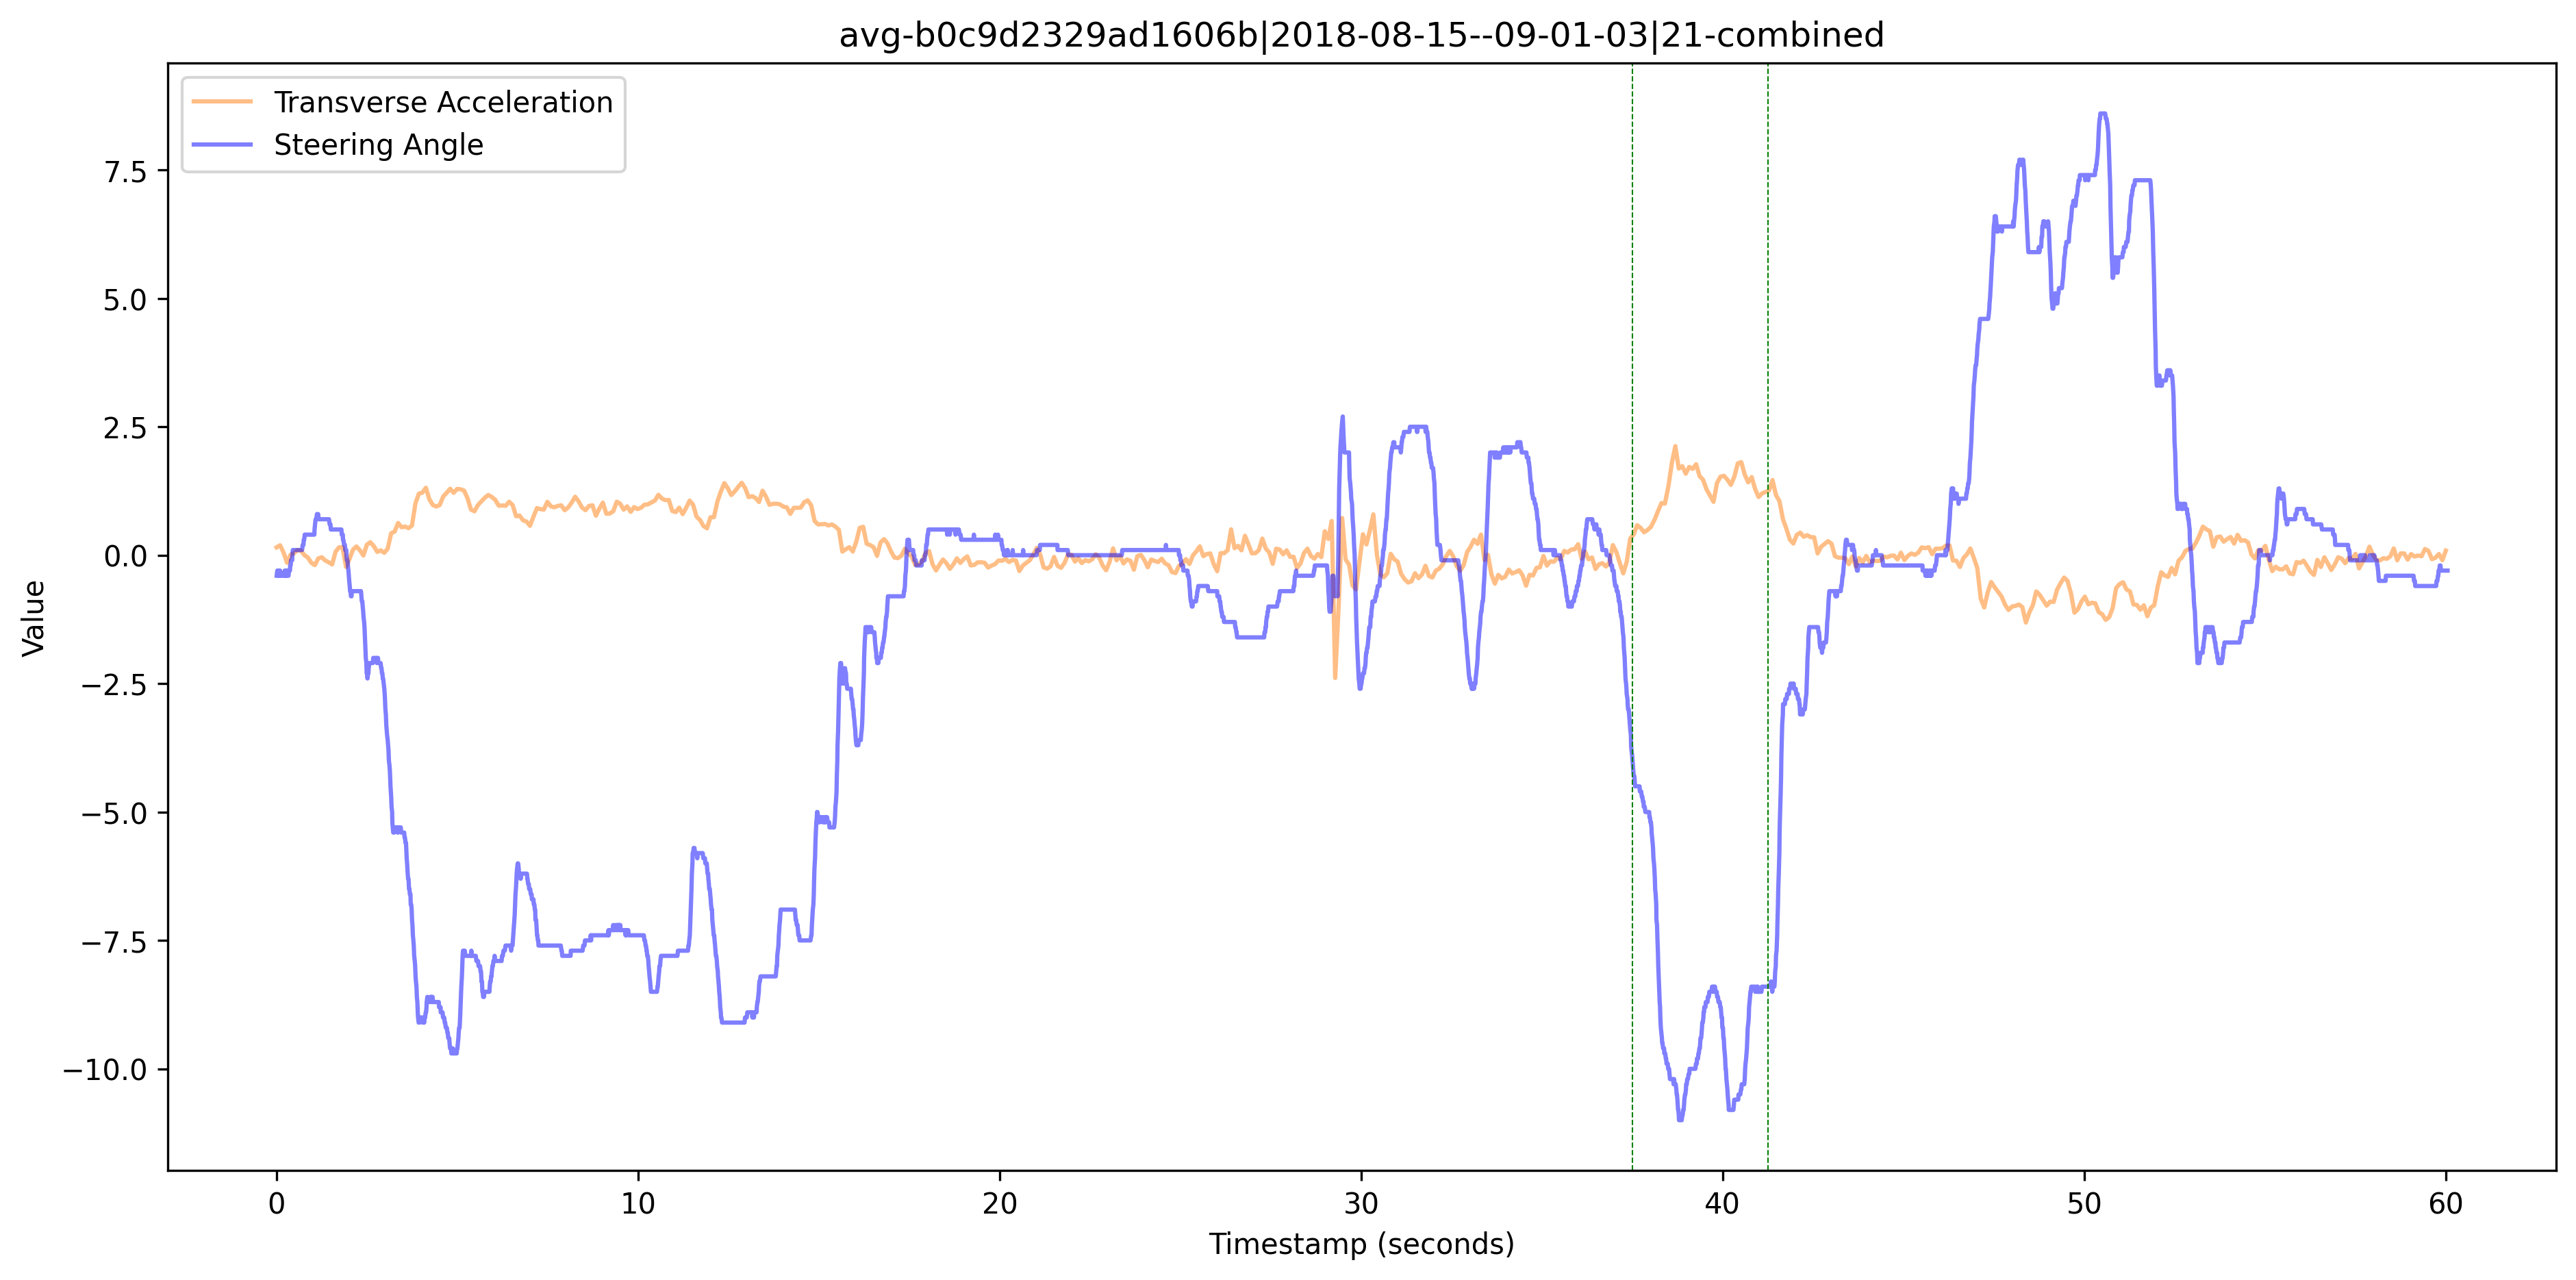 avg-b0c9d2329ad1606b|2018-08-15--09-01-03|21-combined
Transverse Acceleration
Steering Angle
7.5
5.0
2.5
0.0
−2.5
−5.0
−7.5
−10.0
Value
0 10 20 30 40 50 60
Timestamp (seconds)